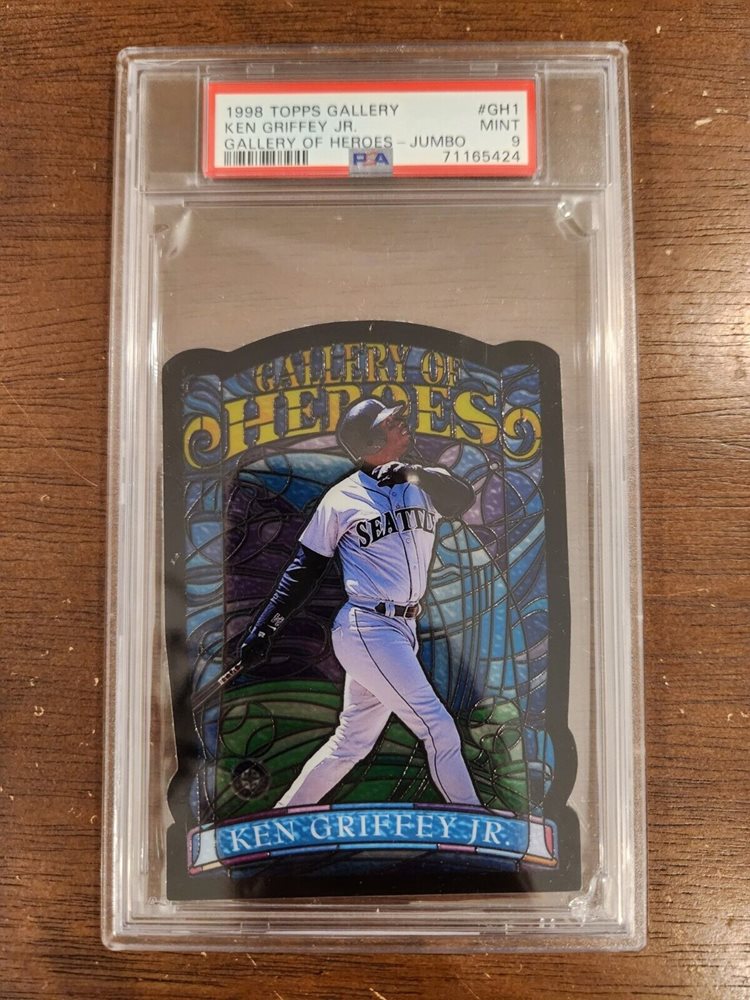 1998 TOPPS GALLERY #GH1
KEN GRIFFEY JR. MINT
GALLERY OF HEROES - JUMBO 9
PSA 71165424
GALLERY OF
HEROES
SEATTLE
KEN GRIFFEY JR.